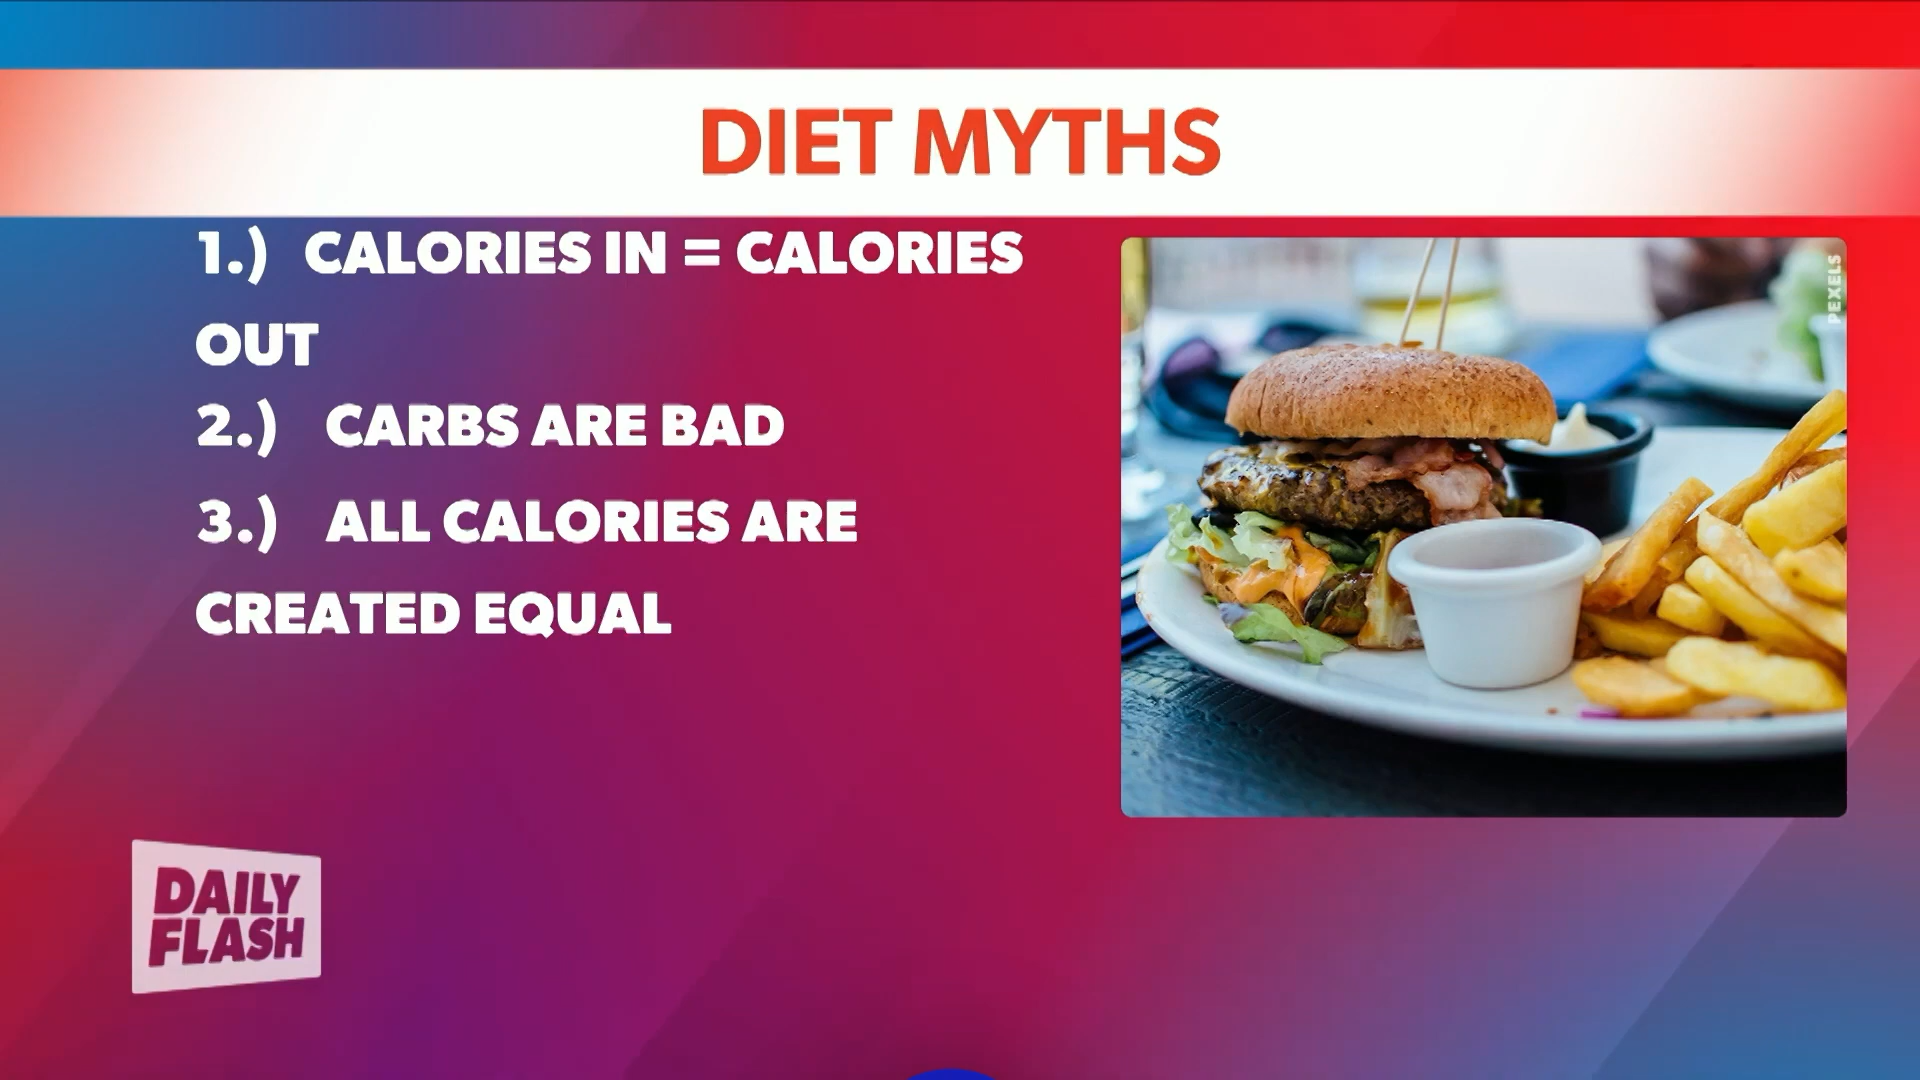 DIET MYTHS
1.) CALORIES IN = CALORIES
OUT
2.) CARBS ARE BAD
3.) ALL CALORIES ARE
CREATED EQUAL
PEXELS
DAILY
FLASH